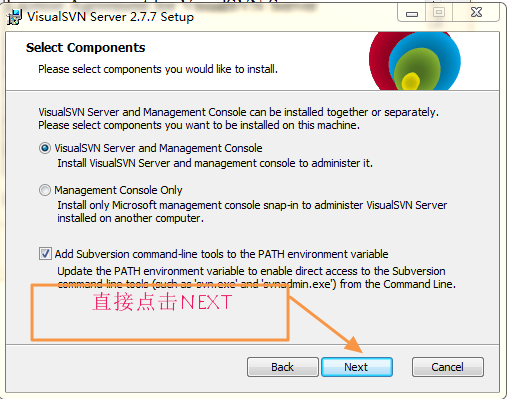 VisualSVN Server 2.7.7 Setup
Select Components
Please select components you would like to install.
VisualSVN Server and Management Console can be installed together or separately.
Please select components you want to be installed on this machine.
VisualSVN Server and Management Console
Install VisualSVN Server and management console to administer it.
Management Console Only
Install only Microsoft management console snap-in to administer VisualSVN Server
installed on another computer.
Add Subversion command-line tools to the PATH environment variable
Update the PATH environment variable to enable direct access to the Subversion
command-line tools (such as 'svn.exe' and 'svnadmin.exe') from the Command Line.
直接点击NEXT
Back
Next
Cancel